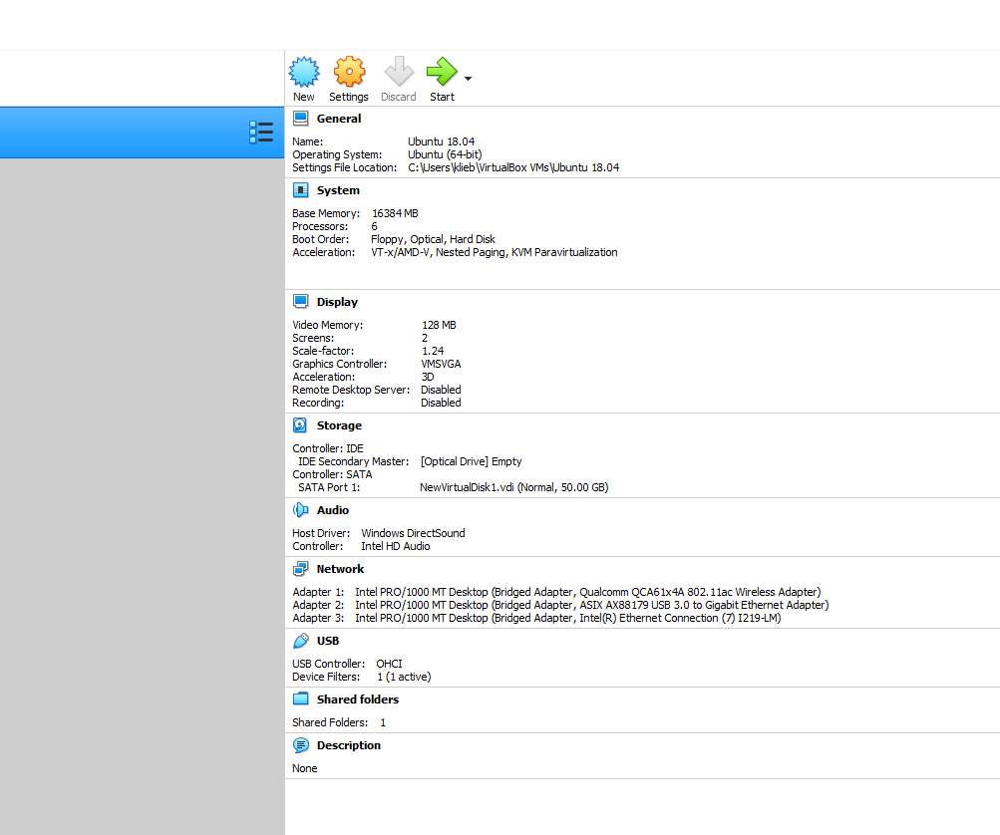 New Settings Discard Start
General
Name: Ubuntu 18.04
Operating System: Ubuntu (64-bit)
Settings File Location: C:\Users\klieb\VirtualBox VMs\Ubuntu 18.04
System
Base Memory: 16384 MB
Processors: 6
Boot Order: Floppy, Optical, Hard Disk
Acceleration: VT-x/AMD-V, Nested Paging, KVM Paravirtualization
Display
Video Memory: 128 MB
Screens: 2
Scale-factor: 1.24
Graphics Controller: VMSVGA
Acceleration: 3D
Remote Desktop Server: Disabled
Recording: Disabled
Storage
Controller: IDE
IDE Secondary Master: [Optical Drive] Empty
Controller: SATA
SATA Port 1: NewVirtualDisk1.vdi (Normal, 50.00 GB)
Audio
Host Driver: Windows DirectSound
Controller: Intel HD Audio
Network
Adapter 1: Intel PRO/1000 MT Desktop (Bridged Adapter, Qualcomm QCA61x4A 802.11ac Wireless Adapter)
Adapter 2: Intel PRO/1000 MT Desktop (Bridged Adapter, ASIX AX88179 USB 3.0 to Gigabit Ethernet Adapter)
Adapter 3: Intel PRO/1000 MT Desktop (Bridged Adapter, Intel(R) Ethernet Connection (7) I219-LM)
USB
USB Controller: OHCI
Device Filters: 1 (1 active)
Shared folders
Shared Folders: 1
Description
None